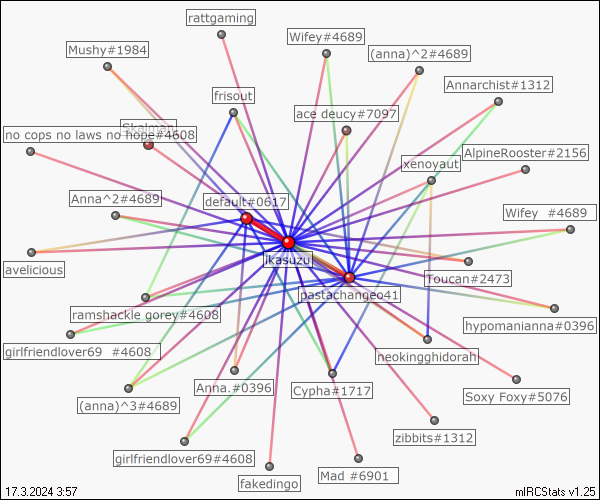 rattgaming
Wifey#4689
Mushy#1984
(anna)^2#4689
Annarchist#1312
frisout
ace deucy#7097
Skalman
no cops no laws no hope#4608
AlpineRooster#2156
xenoyaut
Anna^2#4689
default#0617
Wifey #4689
ikasuzu
avelicious
Toucan#2473
pastachangeo41
ramshackle gorey#4608
hypomanianna#0396
girlfriendlover69 #4608
neokingghidorah
Anna.#0396
Cypha#1717
Soxy Foxy#5076
(anna)^3#4689
zibbits#1312
girlfriendlover69#4608
fakedingo
Mad #6901
17.3.2024 3:57
mIRCStats v1.25